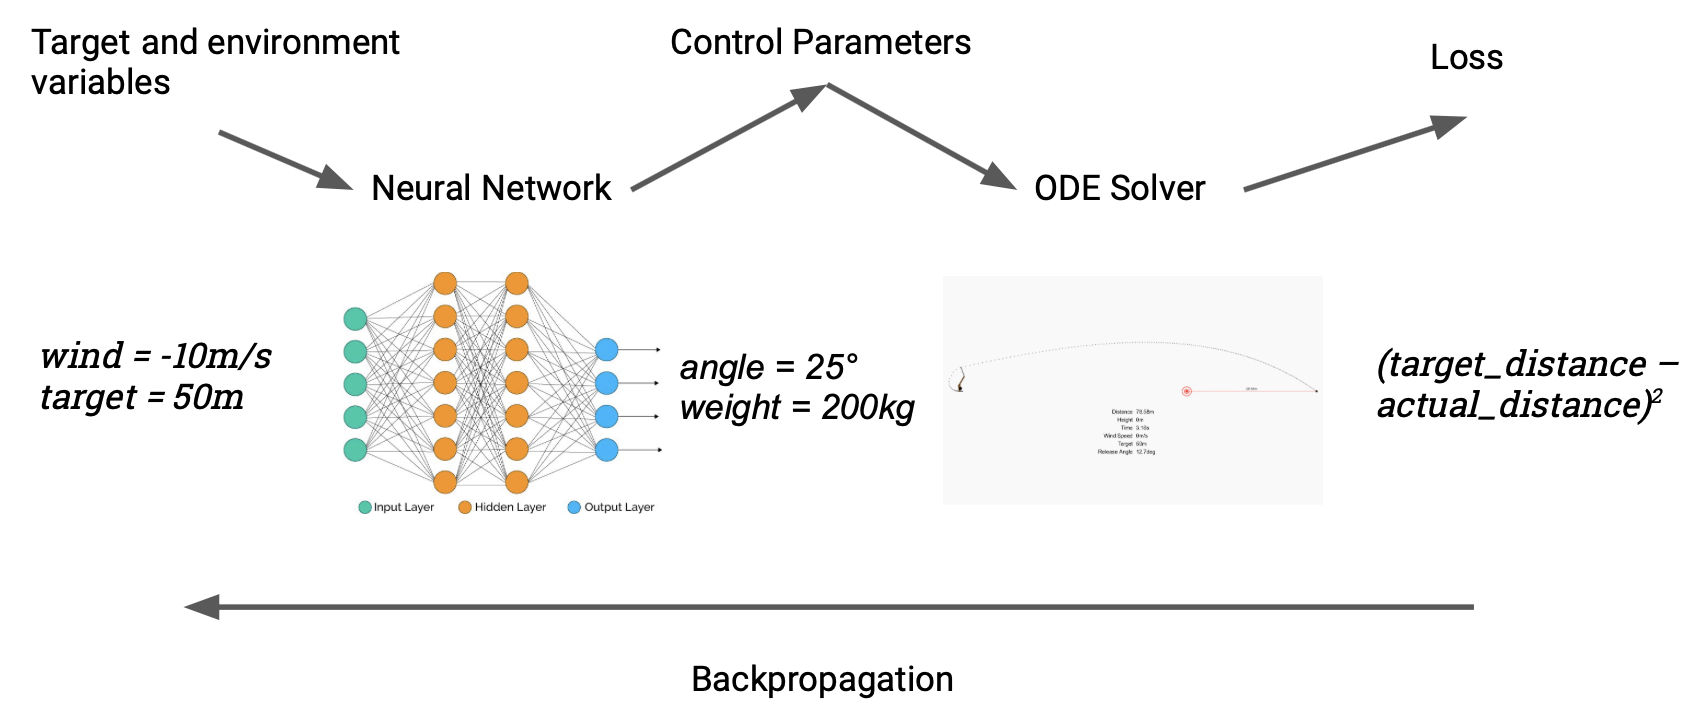 Target and environment
variables
Control Parameters
Loss
Neural Network
ODE Solver
wind = -10m/s
target = 50m
angle = 25°
weight = 200kg
Distance 78.58m
Height 0m
Time 3.18s
Wind Speed 0m/s
Target 50m
Release Angle 12.7deg
(target_distance –
actual_distance)²
Input Layer
Hidden Layer
Output Layer
Backpropagation